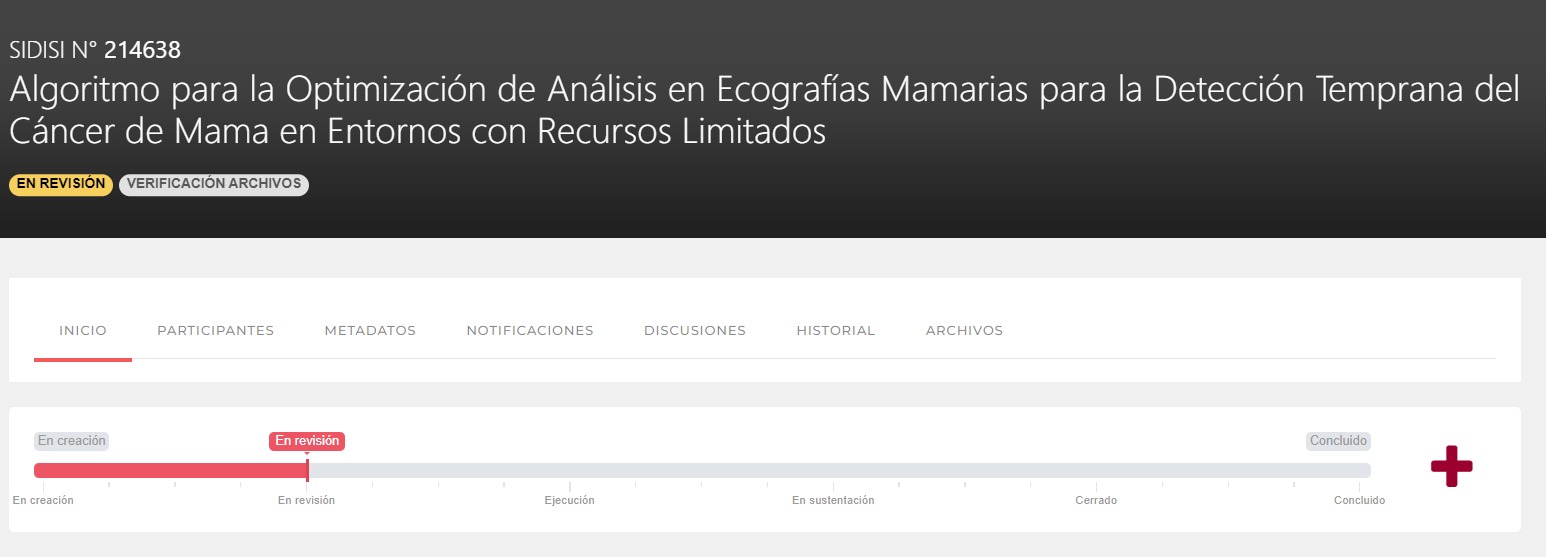 SIDISI N° 214638
Algoritmo para la Optimización de Análisis en Ecografías Mamarias para la Detección Temprana del
Cáncer de Mama en Entornos con Recursos Limitados
EN REVISIÓN VERIFICACIÓN ARCHIVOS
INICIO PARTICIPANTES METADATOS NOTIFICACIONES DISCUSIONES HISTORIAL ARCHIVOS
En creación En revisión Concluido
En creación En revisión Ejecución En sustentación Cerrado Concluido